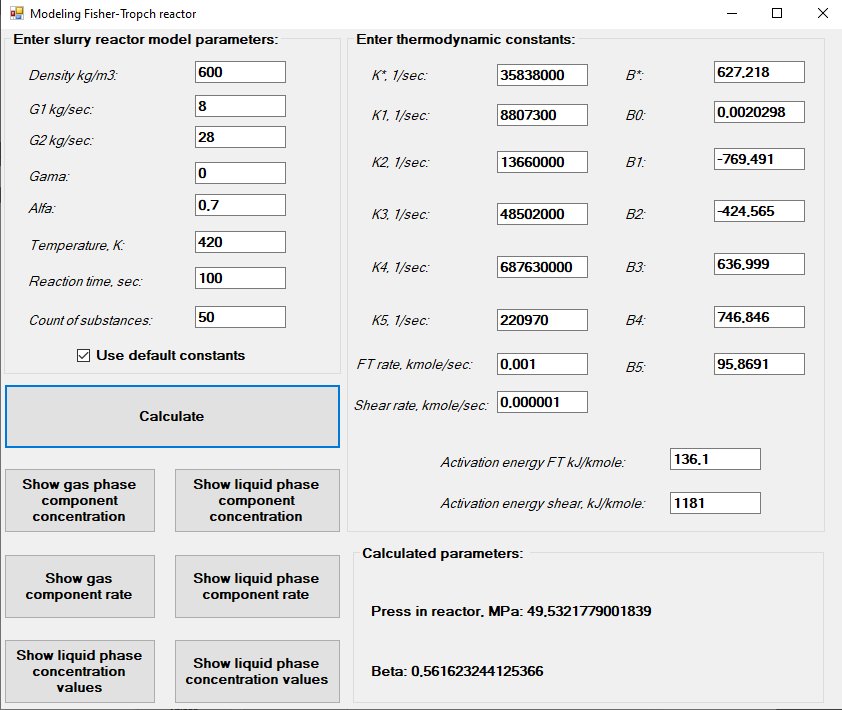 Modeling Fisher-Tropch reactor
Enter slurry reactor model parameters:
Density kg/m3: 600
G1 kg/sec: 8
G2 kg/sec: 28
Gama: 0
Alfa: 0.7
Temperature, K: 420
Reaction time, sec: 100
Count of substances: 50
Use default constants
Calculate
Show gas phase
component
concentration
Show liquid phase
component
concentration
Show gas
component rate
Show liquid phase
component rate
Show liquid phase
concentration
values
Show liquid phase
concentration values
Enter thermodynamic constants:
K*, 1/sec: 35838000 B*: 627,218
K1, 1/sec: 8807300 B0: 0,0020298
K2, 1/sec: 13660000 B1: -769,491
K3, 1/sec: 48502000 B2: -424,565
K4, 1/sec: 687630000 B3: 636,999
K5, 1/sec: 220970 B4: 746,846
FT rate, kmole/sec: 0,001 B5: 95,8691
Shear rate, kmole/sec: 0,000001
Activation energy FT kJ/kmole: 136,1
Activation energy shear, kJ/kmole: 1181
Calculated parameters:
Press in reactor, MPa: 49,5321779001839
Beta: 0,561623244125366